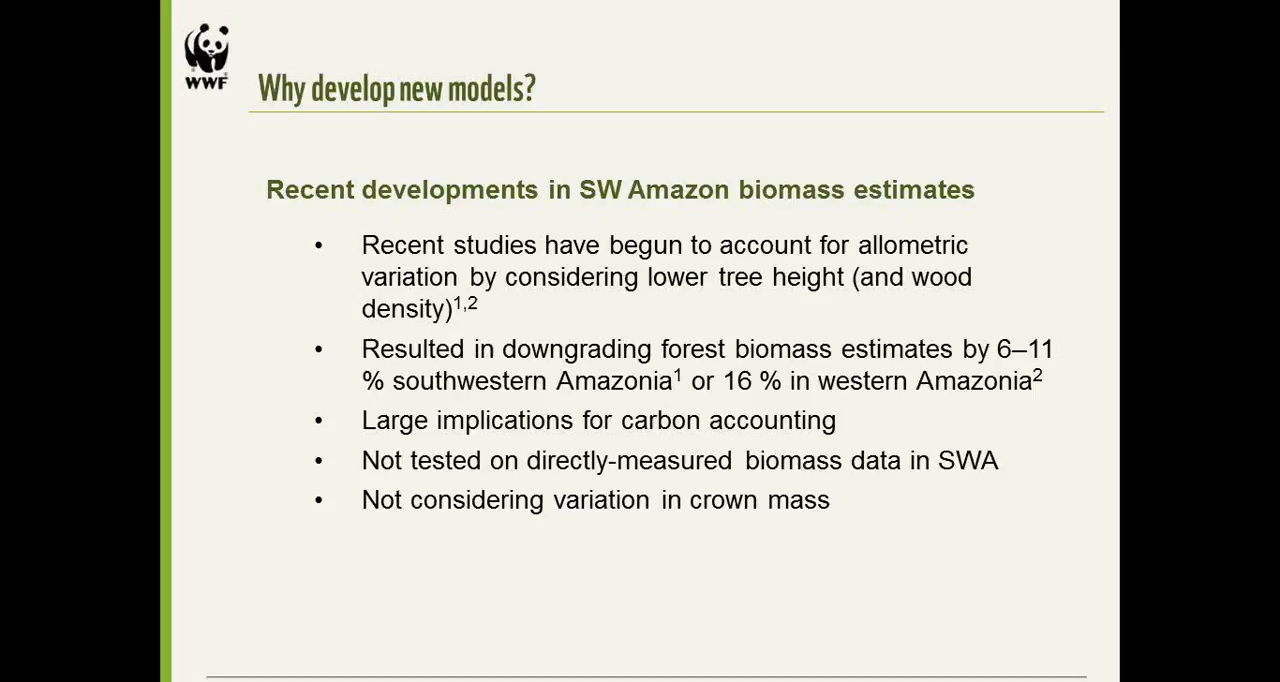 WWF
Why develop new models?
Recent developments in SW Amazon biomass estimates
• Recent studies have begun to account for allometric
variation by considering lower tree height (and wood
density)1,2
• Resulted in downgrading forest biomass estimates by 6–11
% southwestern Amazonia1 or 16 % in western Amazonia2
• Large implications for carbon accounting
• Not tested on directly-measured biomass data in SWA
• Not considering variation in crown mass